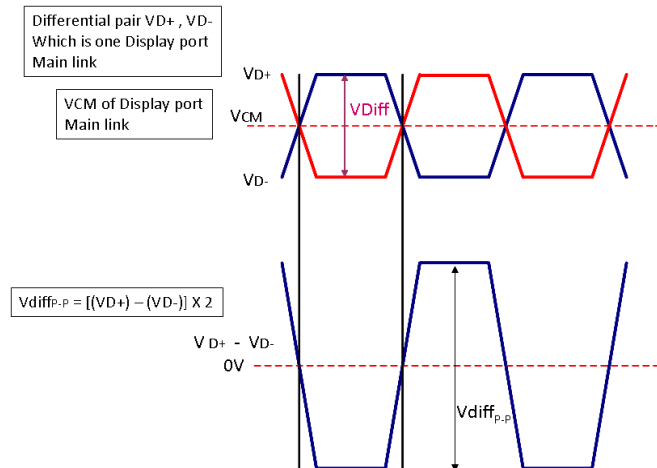 Differential pair VD+ , VD-
Which is one Display port
Main link
VCM of Display port
Main link
VD+
VCM
VD-
VDiff
VdiffP-P = [(VD+) – (VD-)] X 2
V D+ - VD-
0V
VdiffP-P